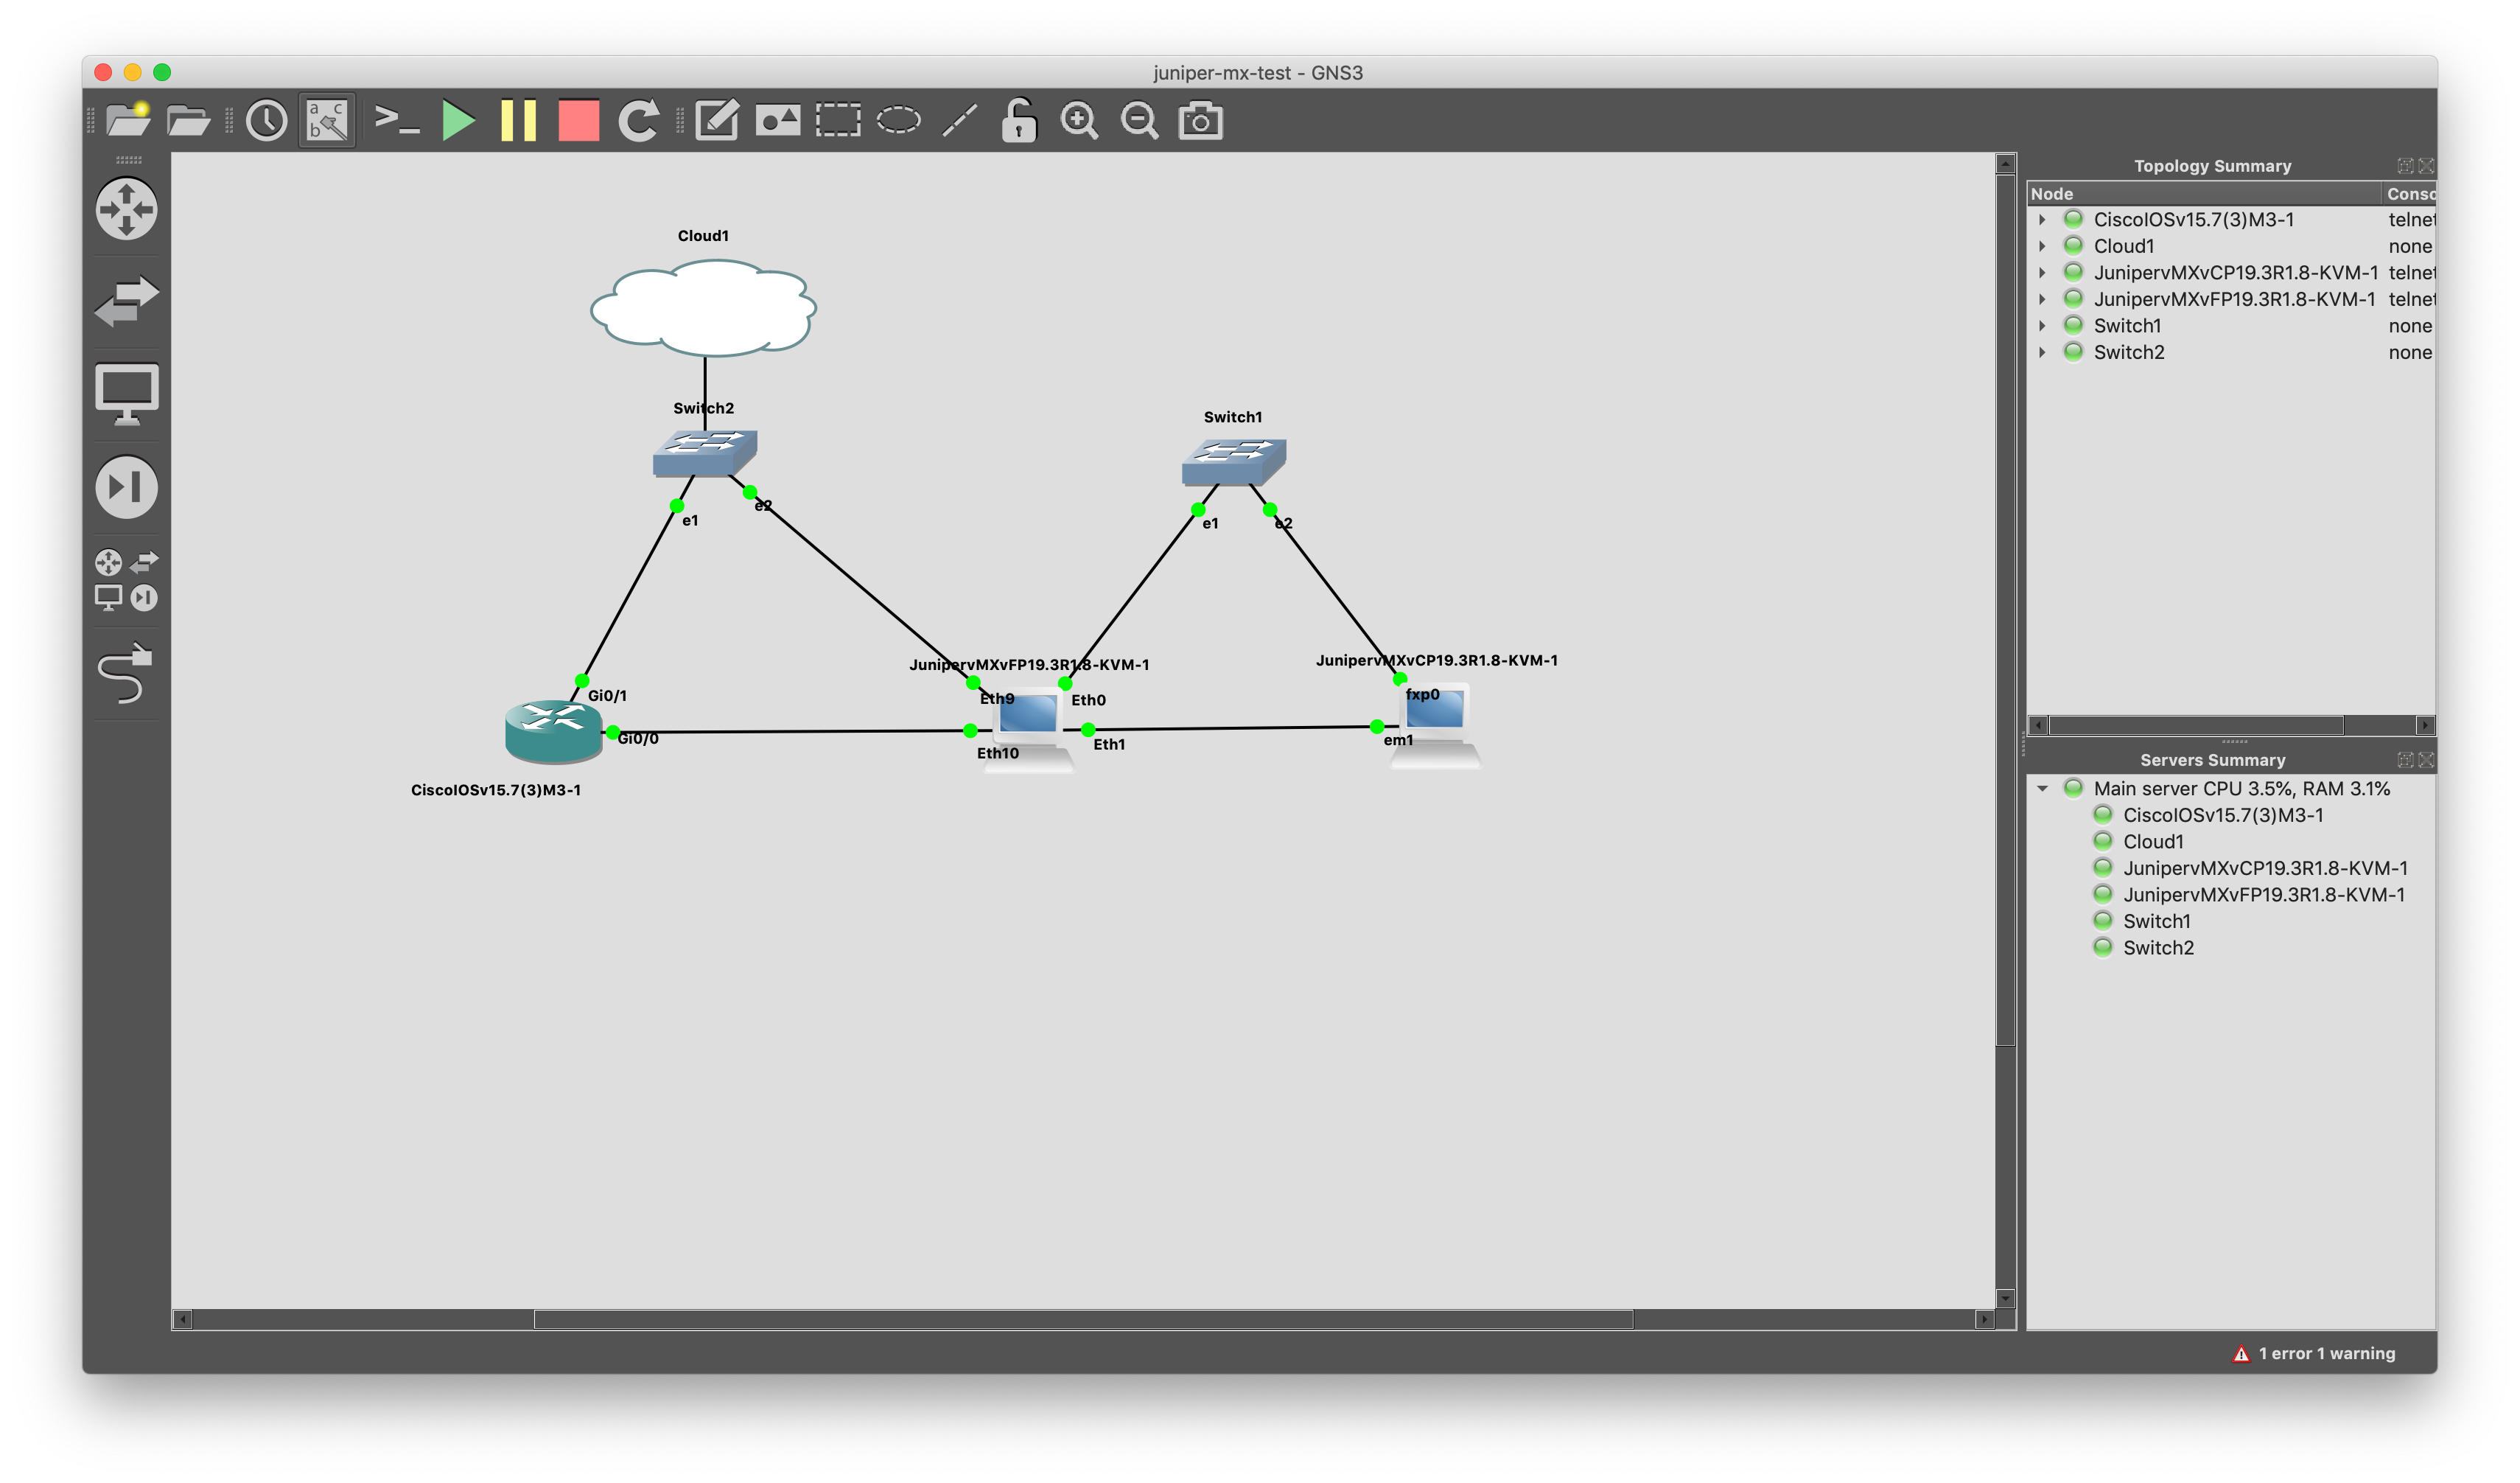 juniper-mx-test - GNS3
a c
b
>_
Cloud1
Switch2
Switch1
e1
e2
e1
e2
JunipervMXvFP19.3R1.8-KVM-1
JunipervMXvCP19.3R1.8-KVM-1
Gi0/1
Eth9
Eth0
fxp0
Gi0/0
Eth10
Eth1
em1
CiscoIOSv15.7(3)M3-1
Topology Summary
Node Conso
CiscoIOSv15.7(3)M3-1 telnet
Cloud1 none
JunipervMXvCP19.3R1.8-KVM-1 telnet
JunipervMXvFP19.3R1.8-KVM-1 telnet
Switch1 none
Switch2 none
Servers Summary
Main server CPU 3.5%, RAM 3.1%
CiscoIOSv15.7(3)M3-1
Cloud1
JunipervMXvCP19.3R1.8-KVM-1
JunipervMXvFP19.3R1.8-KVM-1
Switch1
Switch2
1 error 1 warning